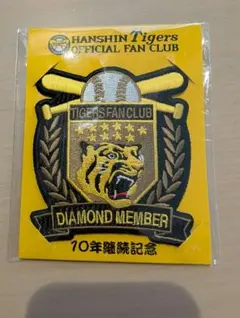 HANSHIN Tigers
OFFICIAL FAN CLUB
TIGERS FAN CLUB
DIAMOND MEMBER
10年継続記念